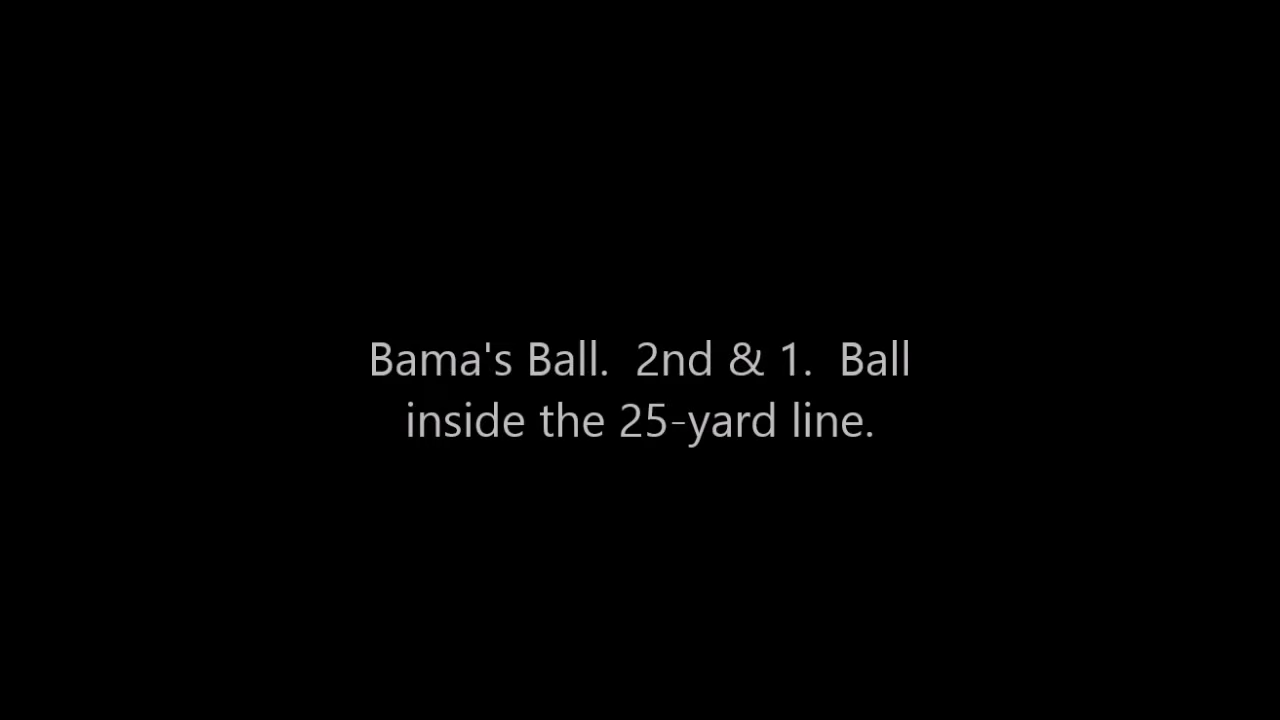 Bama's Ball.  2nd & 1.  Ball
inside the 25-yard line.